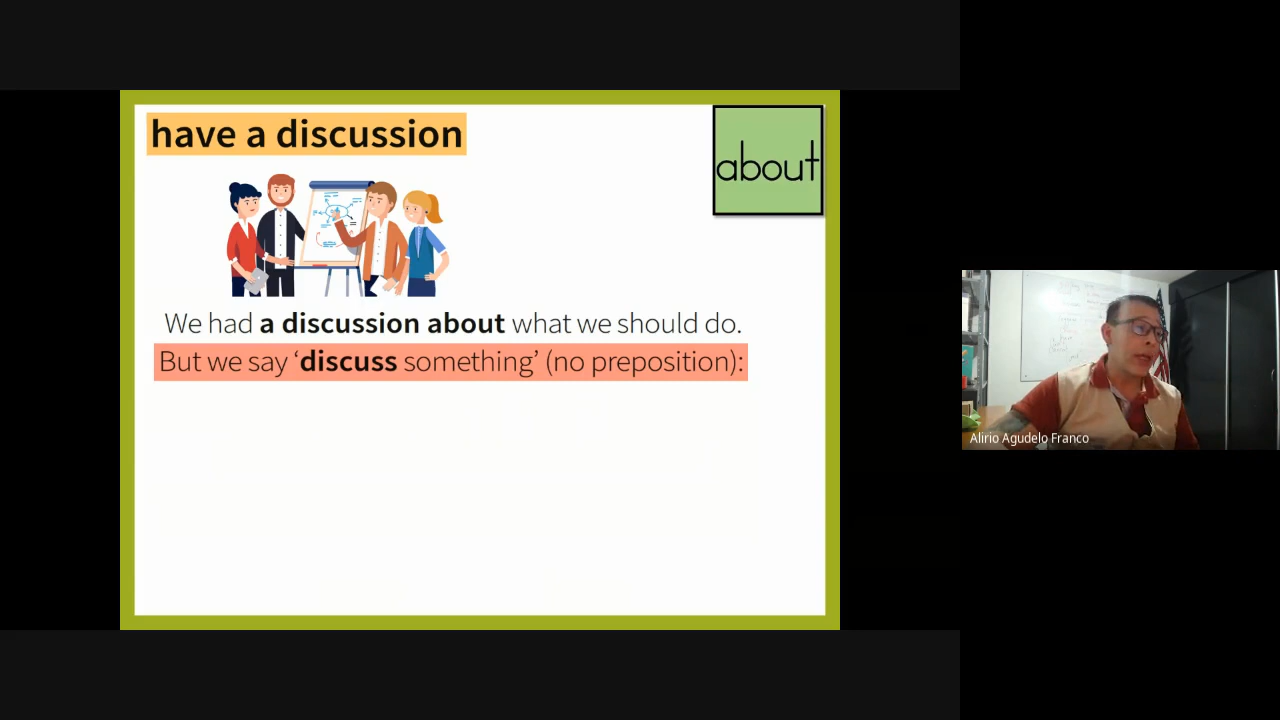 have a discussion
about
We had a discussion about what we should do.
But we say ‘discuss something’ (no preposition):
Alirio Agudelo Franco